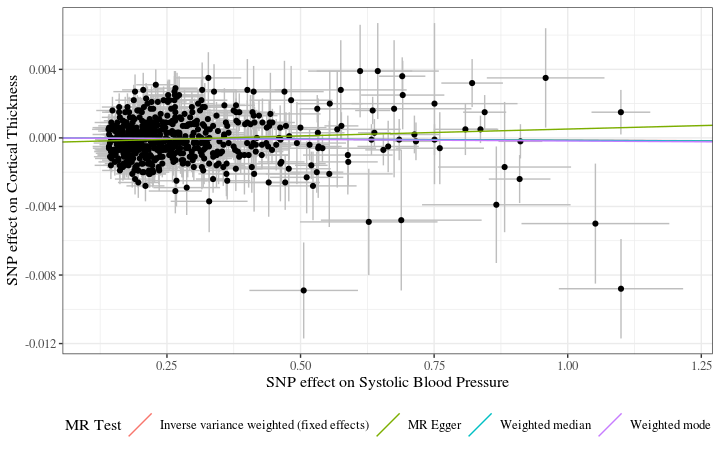 SNP effect on Cortical Thickness
0.004
0.000
-0.004
-0.008
-0.012
0.25 0.50 0.75 1.00 1.25
SNP effect on Systolic Blood Pressure
MR Test Inverse variance weighted (fixed effects) MR Egger Weighted median Weighted mode